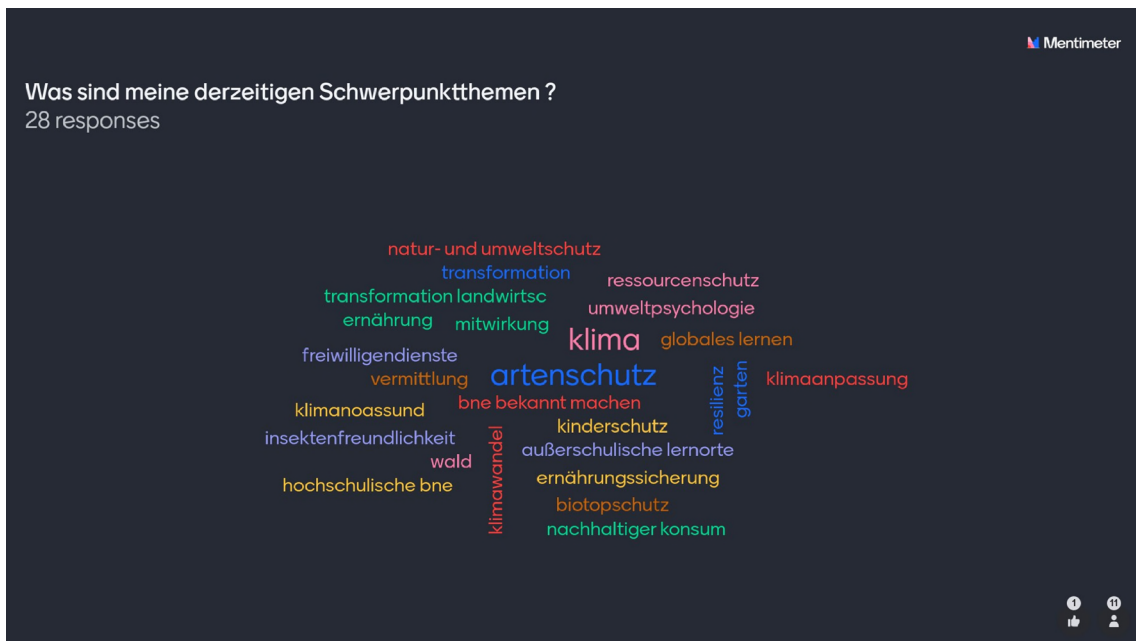 Mentimeter
Was sind meine derzeitigen Schwerpunktthemen ?
28 responses
natur- und umweltschutz
transformation
ressourcenschutz
transformation landwirtsc
umweltpsychologie
ernährung
mitwirkung
klima
globales lernen
freiwilligendienste
vermittlung
artenschutz
resilienz
garten
klimaanpassung
bne bekannt machen
klimanoassund
kinderschutz
insektenfreundlichkeit
klimawandel
außerschulische lernorte
wald
ernährungssicherung
hochschulische bne
biotopschutz
nachhaltiger konsum
1
11